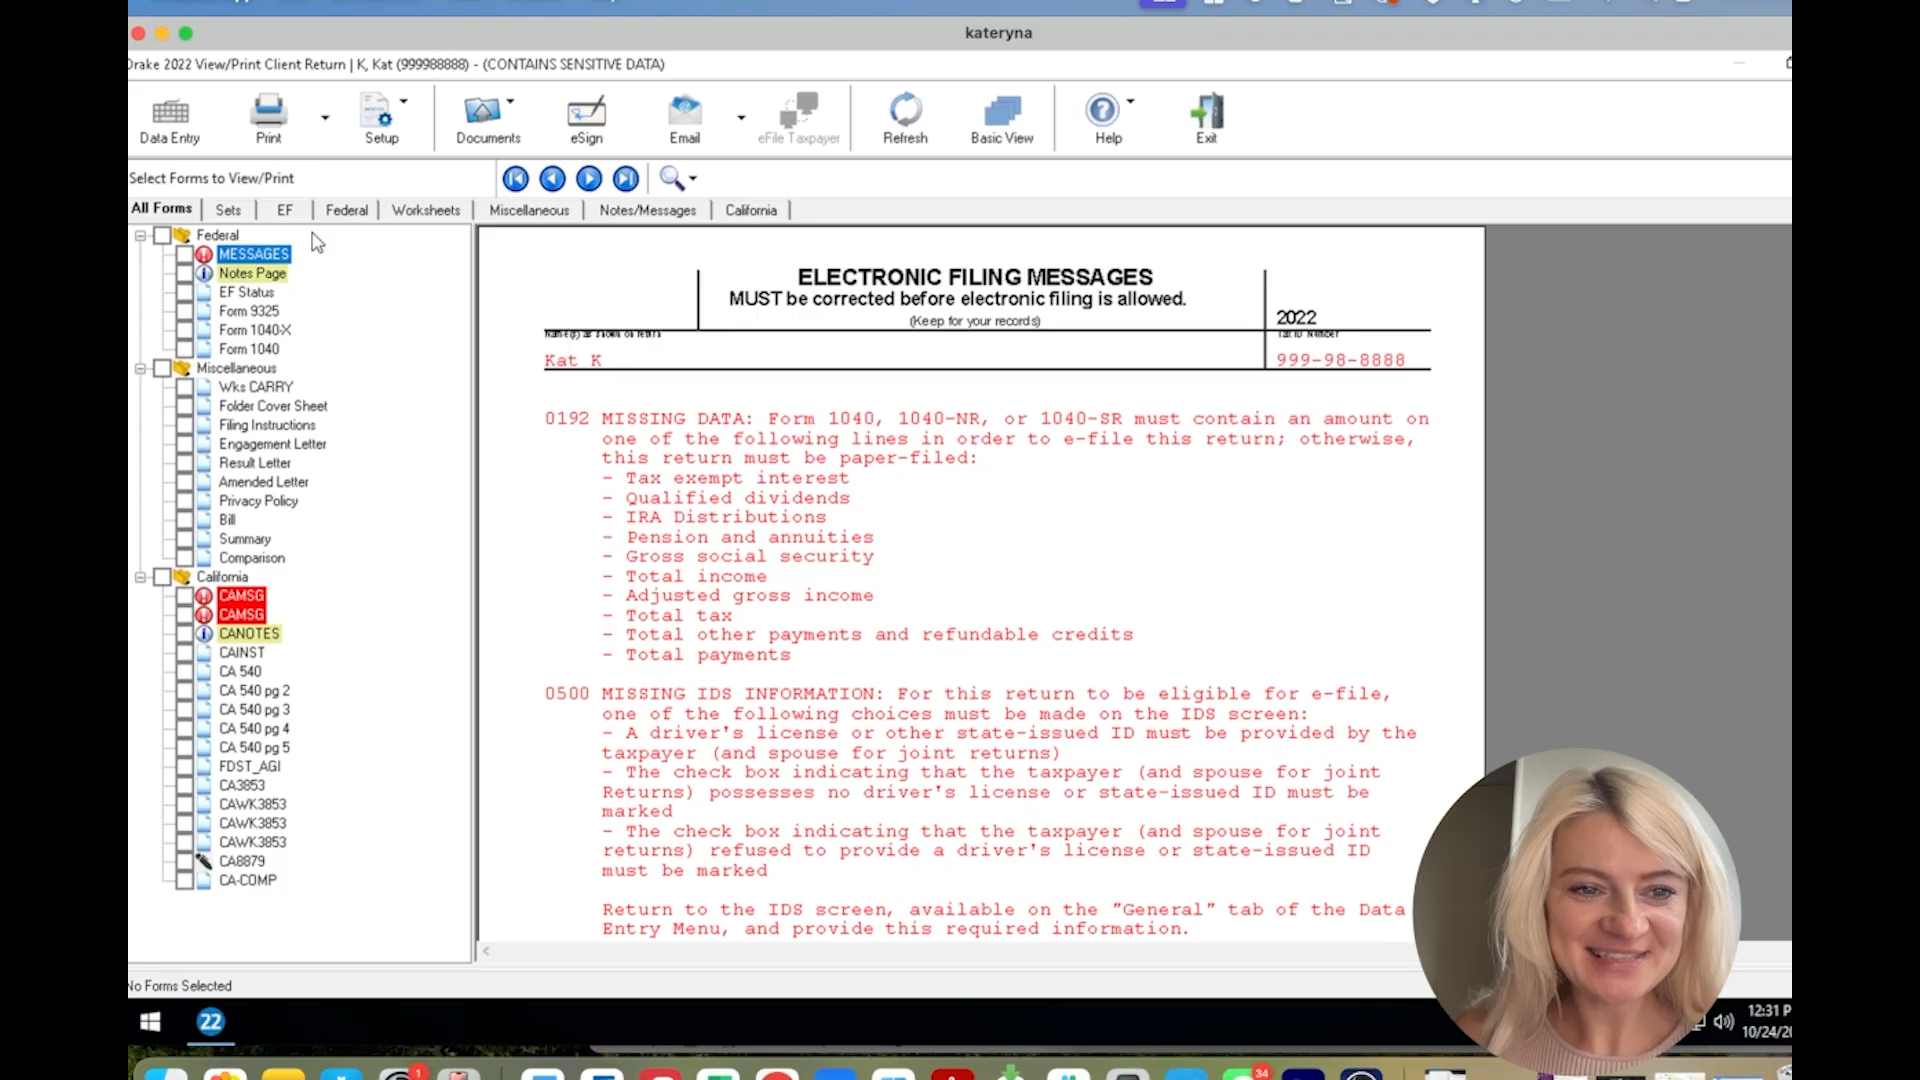 kateryna
Drake 2022 View/Print Client Return | K, Kat (999988888) - (CONTAINS SENSITIVE DATA)
Data Entry
Print
Setup
Documents
eSign
Email
eFile Taxpayer
Refresh
Basic View
Help
Exit
Select Forms to View/Print
All Forms
Sets
EF
Federal
Worksheets
Miscellaneous
Notes/Messages
California
Federal
MESSAGES
Notes Page
EF Status
Form 9325
Form 1040-X
Form 1040
Miscellaneous
Wks CARRY
Folder Cover Sheet
Filing Instructions
Engagement Letter
Result Letter
Amended Letter
Privacy Policy
Bill
Summary
Comparison
California
CAMSG
CAMSG
CANOTES
CAINST
CA 540
CA 540 pg 2
CA 540 pg 3
CA 540 pg 4
CA 540 pg 5
FDST_AGI
CA3853
CAWK3853
CAWK3853
CAWK3853
CA8879
CA-COMP
ELECTRONIC FILING MESSAGES
MUST be corrected before electronic filing is allowed.
(Keep for your records)
2022
Name(s) as shown on return
Tax ID Number
Kat K
999-98-8888
0192 MISSING DATA: Form 1040, 1040-NR, or 1040-SR must contain an amount on
one of the following lines in order to e-file this return; otherwise,
this return must be paper-filed:
- Tax exempt interest
- Qualified dividends
- IRA Distributions
- Pension and annuities
- Gross social security
- Total income
- Adjusted gross income
- Total tax
- Total other payments and refundable credits
- Total payments
0500 MISSING IDS INFORMATION: For this return to be eligible for e-file,
one of the following choices must be made on the IDS screen:
- A driver's license or other state-issued ID must be provided by the
taxpayer (and spouse for joint returns)
- The check box indicating that the taxpayer (and spouse for joint
Returns) possesses no driver's license or state-issued ID must be
marked
- The check box indicating that the taxpayer (and spouse for joint
returns) refused to provide a driver's license or state-issued ID
must be marked
Return to the IDS screen, available on the "General" tab of the Data
Entry Menu, and provide this required information.
No Forms Selected
22
12:31 P
10/24/20
1
34